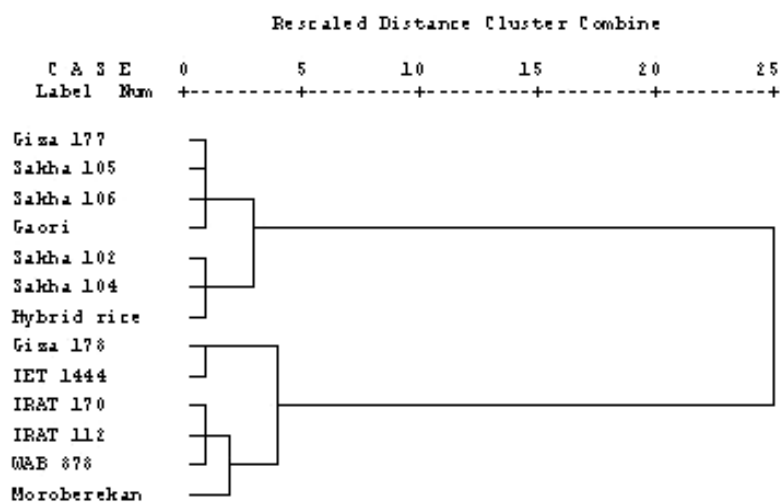 Rescaled Distance Cluster Combine
C A S E 0 5 10 15 20 25
Label Num +---------+---------+---------+---------+---------+
Giza 177
Sakha 105
Sakha 106
Gaori
Sakha 102
Sakha 104
Hybrid rice
Giza 178
IET 1444
IRAT 170
IRAT 112
WAB 878
Moroberekan